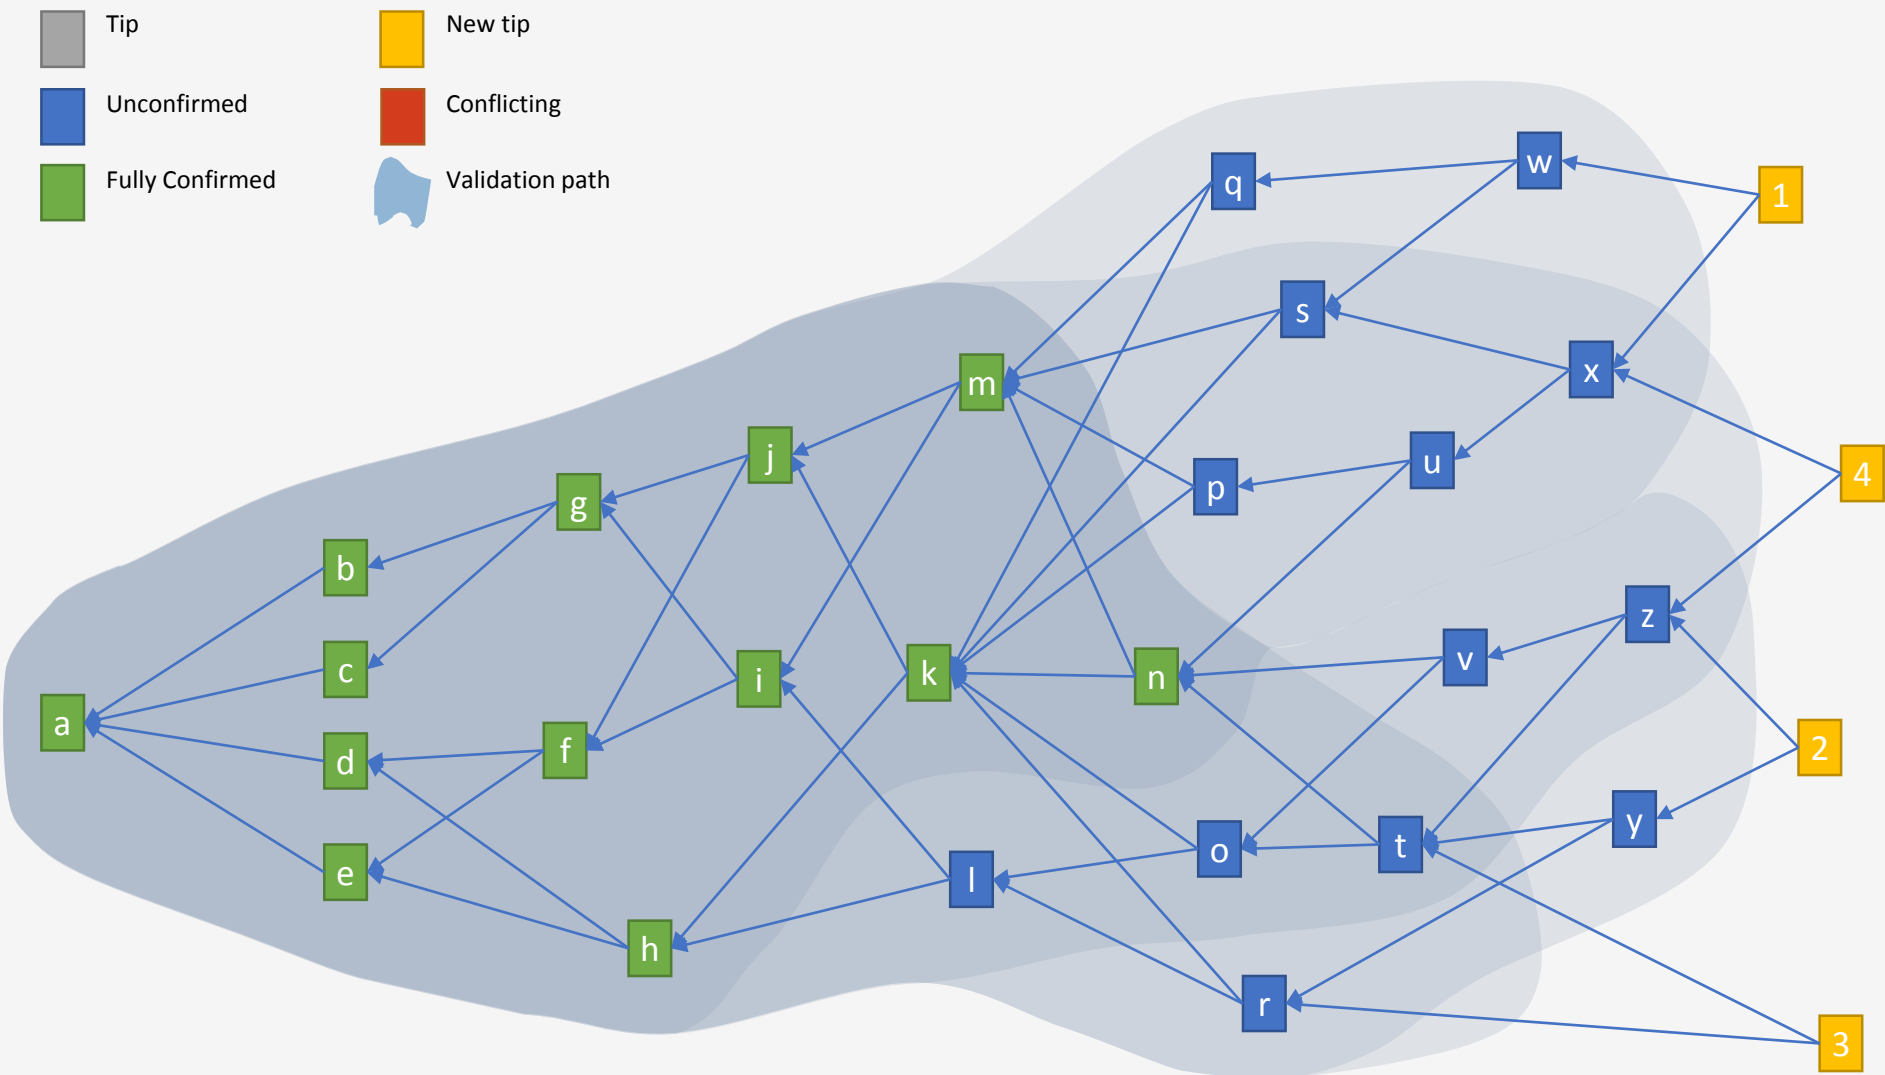 Tip
New tip
Unconfirmed
Conflicting
Fully Confirmed
Validation path
w
q
1
s
x
m
j
u
4
p
g
b
z
v
c
i
k
n
a
2
d
f
y
t
o
e
l
h
r
3